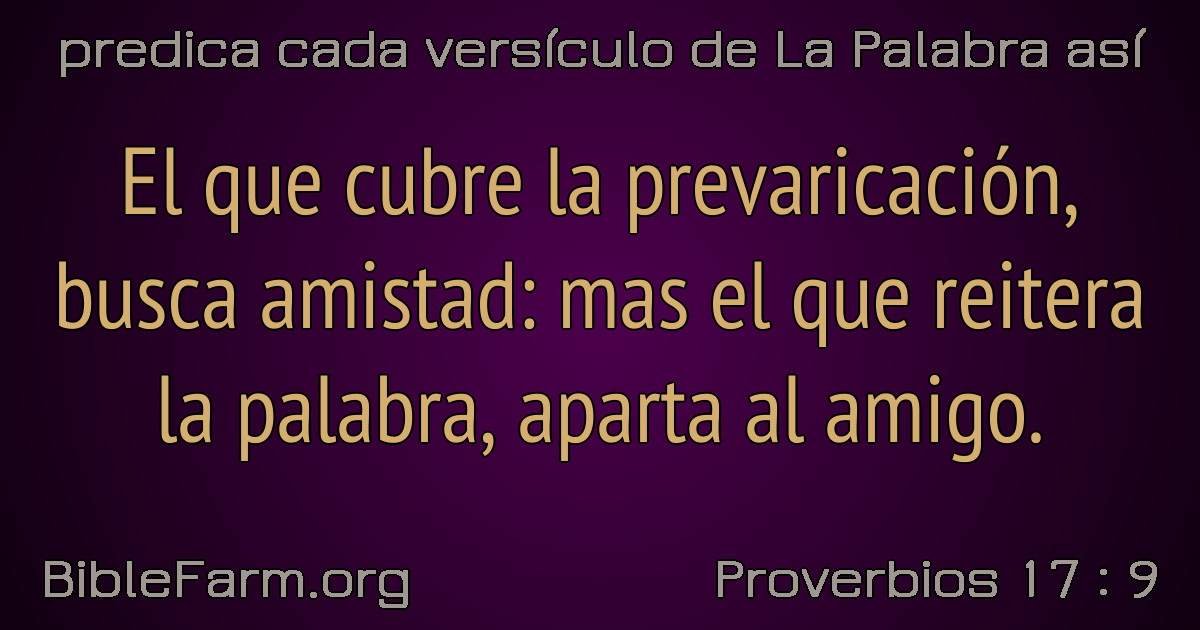 predica cada versículo de La Palabra así
El que cubre la prevaricación,
busca amistad: mas el que reitera
la palabra, aparta al amigo.
BibleFarm.org
Proverbios 17 : 9